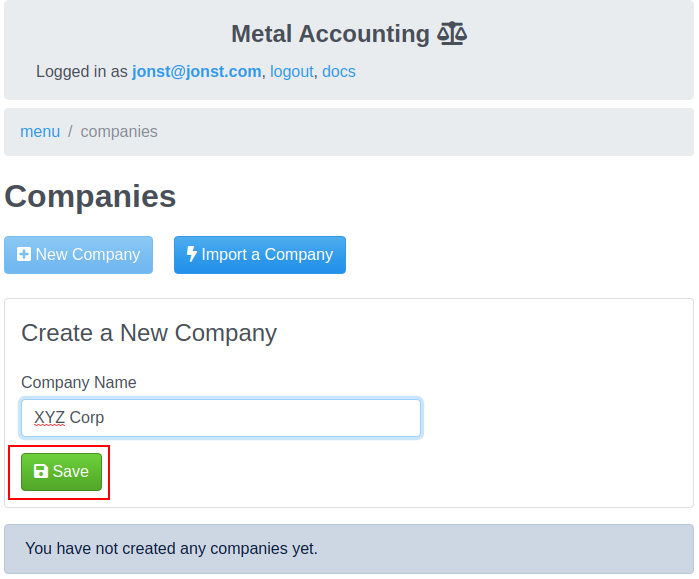 Metal Accounting
Logged in as jonst@jonst.com, logout, docs
menu / companies
Companies
New Company
Import a Company
Create a New Company
Company Name
XYZ Corp
Save
You have not created any companies yet.